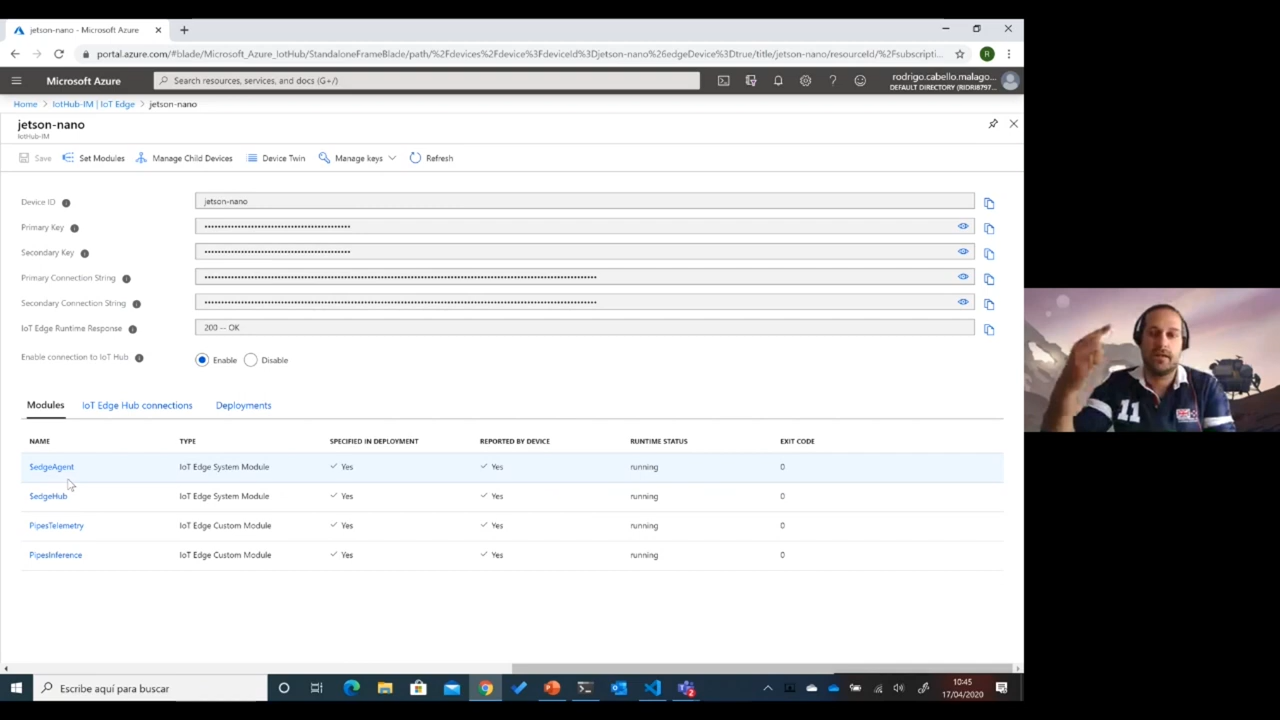 jetson-nano - Microsoft Azure
portal.azure.com/#blade/Microsoft_Azure_IotHub/StandaloneFrameBlade/path/%2Fdevices%2Fdevice%3FdeviceId%3Djetson-nano%26edgeDevice%3Dtrue/title/jetson-nano/resourceId/%2Fsubscripti...
R
Microsoft Azure
Search resources, services, and docs (G+/)
rodrigo.cabello.malago...
DEFAULT DIRECTORY (RIDRI8797...
Home > IotHub-IM | IoT Edge > jetson-nano
jetson-nano
IotHub-IM
Save Set Modules Manage Child Devices Device Twin Manage keys Refresh
Device ID jetson-nano
Primary Key
Secondary Key
Primary Connection String
Secondary Connection String
IoT Edge Runtime Response 200 -- OK
Enable connection to IoT Hub Enable Disable
Modules IoT Edge Hub connections Deployments
NAME TYPE SPECIFIED IN DEPLOYMENT REPORTED BY DEVICE RUNTIME STATUS EXIT CODE
$edgeAgent IoT Edge System Module Yes Yes running 0
$edgeHub IoT Edge System Module Yes Yes running 0
PipesTelemetry IoT Edge Custom Module Yes Yes running 0
PipesInference IoT Edge Custom Module Yes Yes running 0
11
Escribe aquí para buscar
10:45
17/04/2020